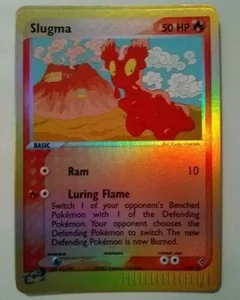 Slugma
50 HP
BASIC
Ram 10
Luring Flame
Switch 1 of your opponent's Benched
Pokémon with 1 of the Defending
Pokémon. Your opponent chooses the
Defending Pokémon to switch. The new
Defending Pokémon is now Burned.